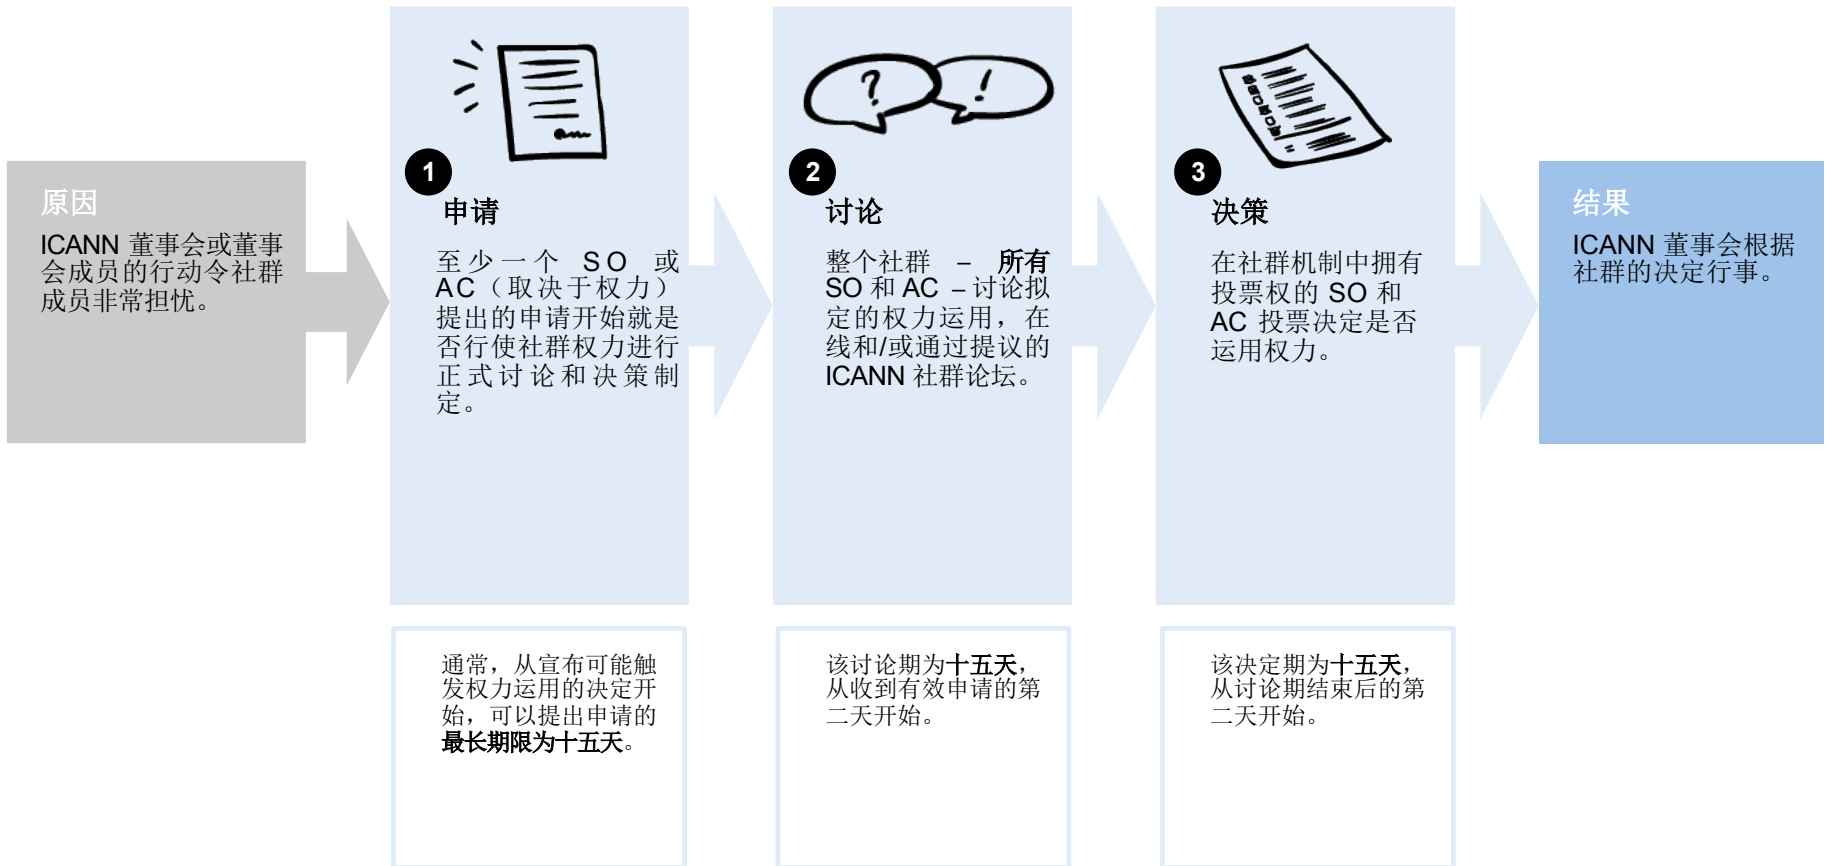 原因
ICANN 董事会或董事
会成员的行动令社群
成员非常担忧。
1
申请
至少一个 SO 或
AC（取决于权力）
提出的申请开始就是
否行使社群权力进行
正式讨论和决策制
定。
通常，从宣布可能触
发权力运用的决定开
始，可以提出申请的
最长期限为十五天。
2
讨论
整个社群 – 所有
SO 和 AC – 讨论拟
定的权力运用，在
线和/或通过提议的
ICANN 社群论坛。
该讨论期为十五天，
从收到有效申请的第
二天开始。
3
决策
在社群机制中拥有
投票权的 SO 和
AC 投票决定是否
运用权力。
该决定期为十五天，
从讨论期结束后的第
二天开始。
结果
ICANN 董事会根据
社群的决定行事。